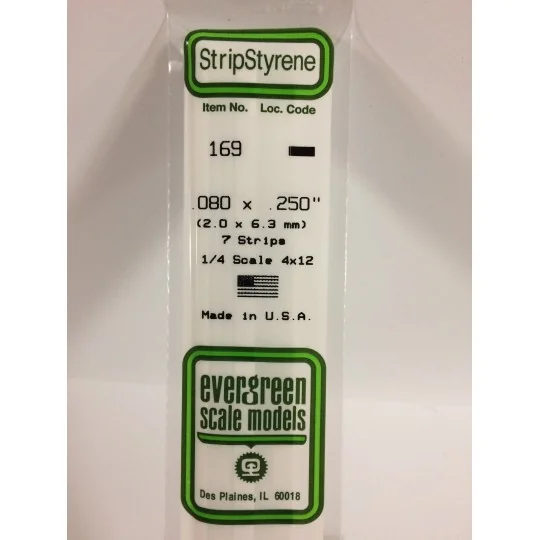 StripStyrene
Item No. Loc. Code
169
.080 x .250"
(2.0 x 6.3 mm)
7 Strips
1/4 Scale 4x12
Made in U.S.A.
evergreen
scale models
Des Plaines, IL 60018